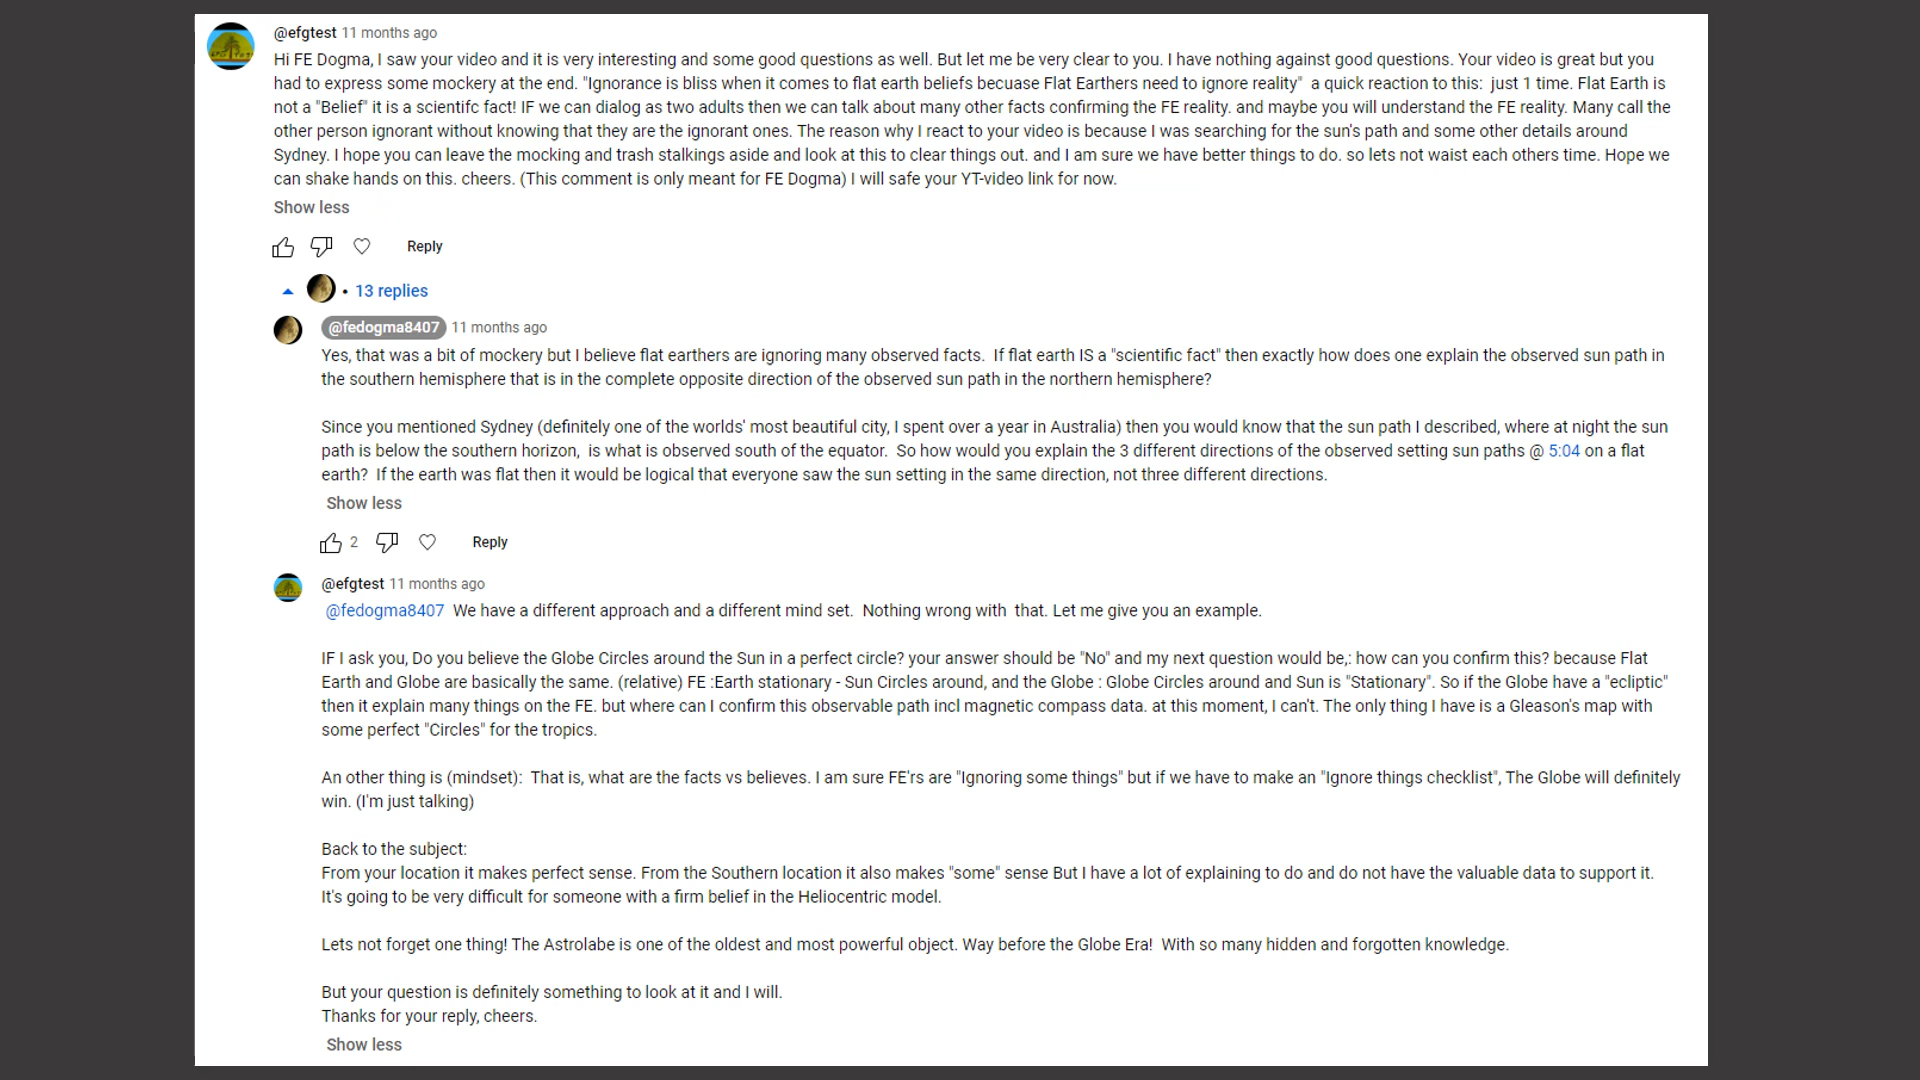 @efgtest 11 months ago
Hi FE Dogma, I saw your video and it is very interesting and some good questions as well. But let me be very clear to you. I have nothing against good questions. Your video is great but you
had to express some mockery at the end. "Ignorance is bliss when it comes to flat earth beliefs becuase Flat Earthers need to ignore reality"  a quick reaction to this:  just 1 time. Flat Earth is
not a "Belief" it is a scientifc fact! IF we can dialog as two adults then we can talk about many other facts confirming the FE reality. and maybe you will understand the FE reality. Many call the
other person ignorant without knowing that they are the ignorant ones. The reason why I react to your video is because I was searching for the sun's path and some other details around
Sydney. I hope you can leave the mocking and trash stalkings aside and look at this to clear things out. and I am sure we have better things to do. so lets not waist each others time. Hope we
can shake hands on this. cheers. (This comment is only meant for FE Dogma) I will safe your YT-video link for now.
Show less
Reply
• 13 replies
@fedogma8407 11 months ago
Yes, that was a bit of mockery but I believe flat earthers are ignoring many observed facts.  If flat earth IS a "scientific fact" then exactly how does one explain the observed sun path in
the southern hemisphere that is in the complete opposite direction of the observed sun path in the northern hemisphere?
Since you mentioned Sydney (definitely one of the worlds' most beautiful city, I spent over a year in Australia) then you would know that the sun path I described, where at night the sun
path is below the southern horizon,  is what is observed south of the equator.  So how would you explain the 3 different directions of the observed setting sun paths @ 5:04 on a flat
earth?  If the earth was flat then it would be logical that everyone saw the sun setting in the same direction, not three different directions.
Show less
2 Reply
@efgtest 11 months ago
@fedogma8407  We have a different approach and a different mind set.  Nothing wrong with  that. Let me give you an example.
IF I ask you, Do you believe the Globe Circles around the Sun in a perfect circle? your answer should be "No" and my next question would be,: how can you confirm this? because Flat
Earth and Globe are basically the same. (relative) FE :Earth stationary - Sun Circles around, and the Globe : Globe Circles around and Sun is "Stationary". So if the Globe have a "ecliptic"
then it explain many things on the FE. but where can I confirm this observable path incl magnetic compass data. at this moment, I can't. The only thing I have is a Gleason's map with
some perfect "Circles" for the tropics.
An other thing is (mindset):  That is, what are the facts vs believes. I am sure FE'rs are "Ignoring some things" but if we have to make an "Ignore things checklist", The Globe will definitely
win. (I'm just talking)
Back to the subject:
From your location it makes perfect sense. From the Southern location it also makes "some" sense But I have a lot of explaining to do and do not have the valuable data to support it.
It's going to be very difficult for someone with a firm belief in the Heliocentric model.
Lets not forget one thing! The Astrolabe is one of the oldest and most powerful object. Way before the Globe Era!  With so many hidden and forgotten knowledge.
But your question is definitely something to look at it and I will.
Thanks for your reply, cheers.
Show less